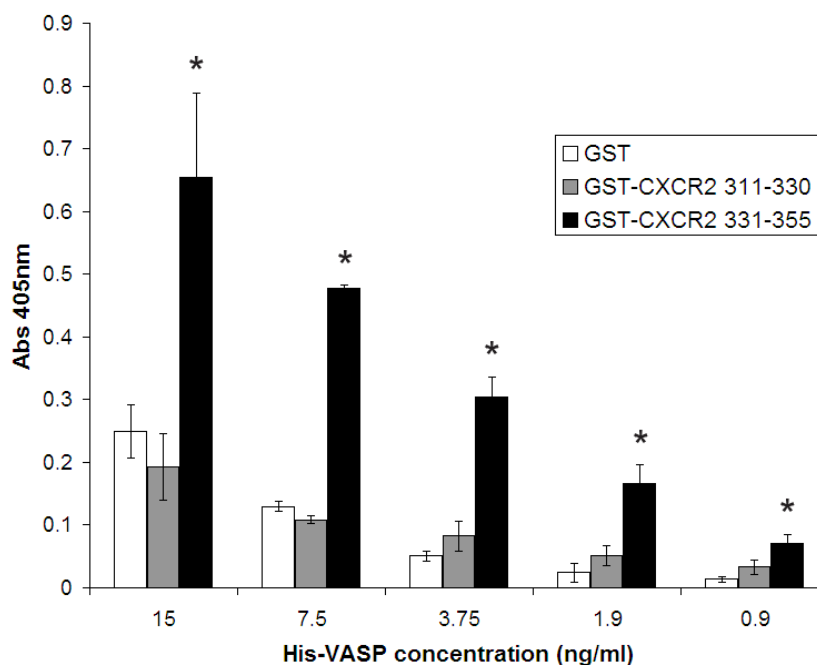 0.9
0.8
0.7
0.6
0.5
0.4
0.3
0.2
0.1
0
Abs 405nm
*
*
*
*
*
GST
GST-CXCR2 311-330
GST-CXCR2 331-355
15 7.5 3.75 1.9 0.9
His-VASP concentration (ng/ml)